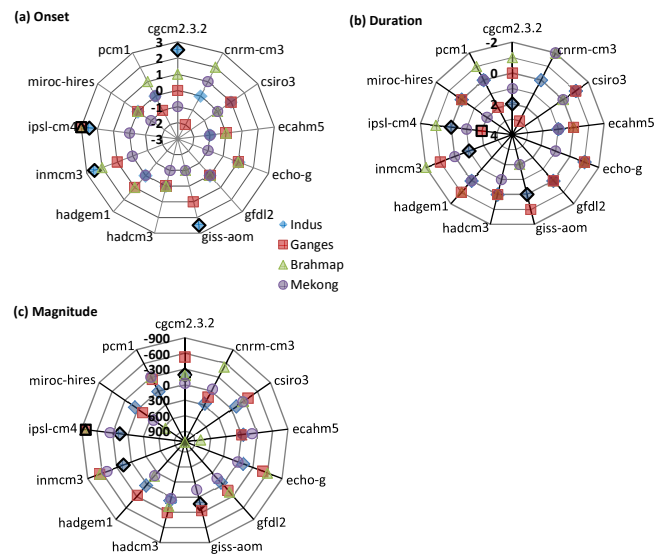 (a) Onset
cgcm2.3.2
cnrm-cm3
csiro3
ecahm5
echo-g
gfdl2
giss-aom
hadcm3
hadgem1
inmcm3
ipsl-cm4
miroc-hires
pcm1
3
2
1
0
-1
-2
-3
(b) Duration
cgcm2.3.2
cnrm-cm3
csiro3
ecahm5
echo-g
gfdl2
giss-aom
hadcm3
hadgem1
inmcm3
ipsl-cm4
miroc-hires
pcm1
-2
0
2
4
Indus
Ganges
Brahmap
Mekong
(c) Magnitude
cgcm2.3.2
cnrm-cm3
csiro3
ecahm5
echo-g
gfdl2
giss-aom
hadcm3
hadgem1
inmcm3
ipsl-cm4
miroc-hires
pcm1
-900
-600
-300
0
300
600
900